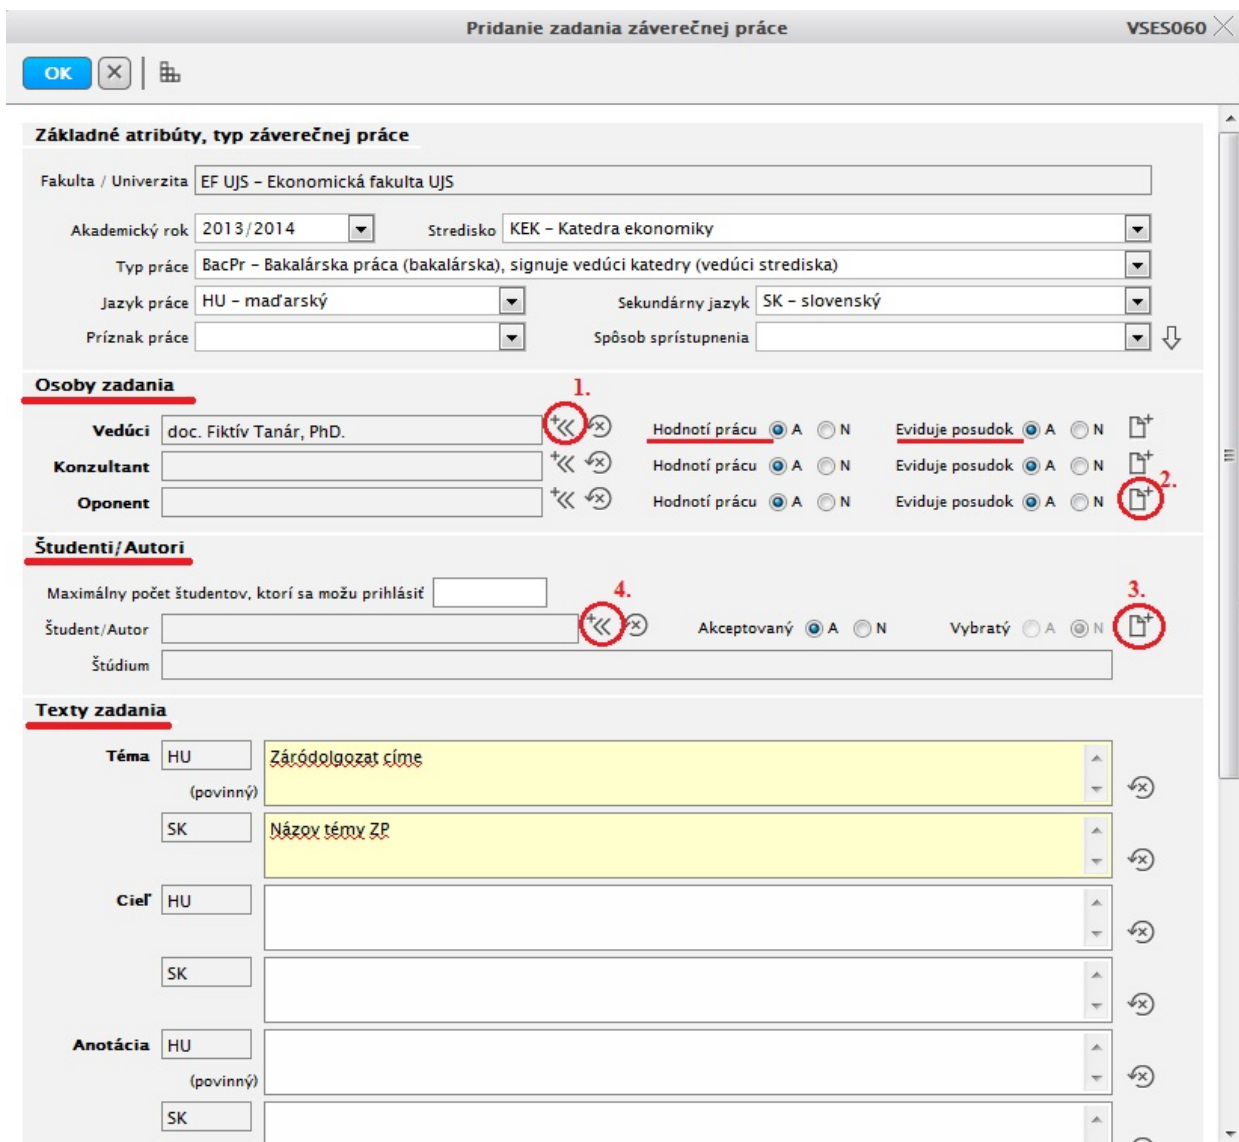 Pridanie zadania záverečnej práce VSES060
OK
Základné atribúty, typ záverečnej práce
Fakulta / Univerzita EF UJS – Ekonomická fakulta UJS
Akademický rok 2013/2014 Stredisko KEK – Katedra ekonomiky
Typ práce BacPr – Bakalárska práca (bakalárska), signuje vedúci katedry (vedúci strediska)
Jazyk práce HU – maďarský Sekundárny jazyk SK – slovenský
Príznak práce Spôsob sprístupnenia
Osoby zadania 1.
Vedúci doc. Fiktív Tanár, PhD. Hodnotí prácu A N Eviduje posudok A N
Konzultant Hodnotí prácu A N Eviduje posudok A N
2.
Oponent Hodnotí prácu A N Eviduje posudok A N
Študenti/Autori
Maximálny počet študentov, ktorí sa možu prihlásiť 4. 3.
Študent/Autor Akceptovaný A N Vybratý A N
Štúdium
Texty zadania
Téma HU Záródolgozat címe
(povinný)
SK Názov témy ZP
Cieľ HU
SK
Anotácia HU
(povinný)
SK